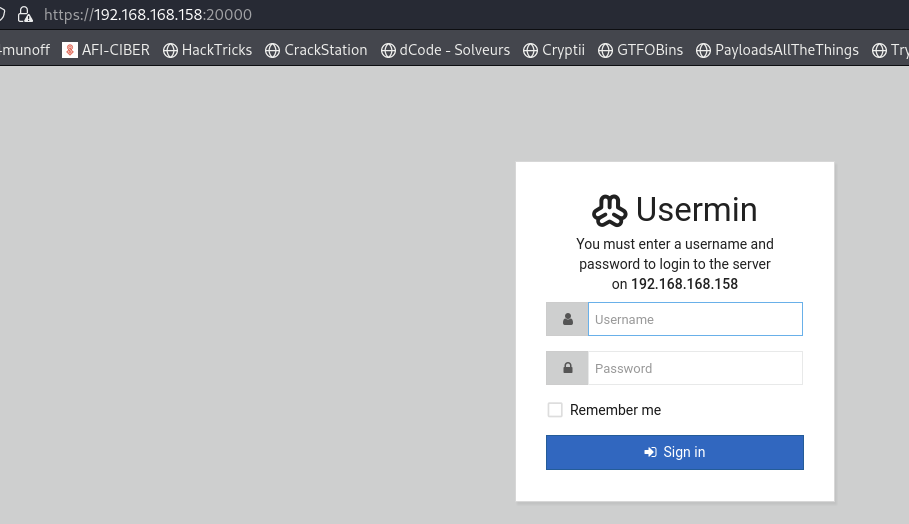 https://192.168.168.158:20000
-munoff AFI-CIBER HackTricks CrackStation dCode - Solveurs Cryptii GTFOBins PayloadsAllTheThings Try
Usermin
You must enter a username and
password to login to the server
on 192.168.168.158
Username
Password
Remember me
Sign in